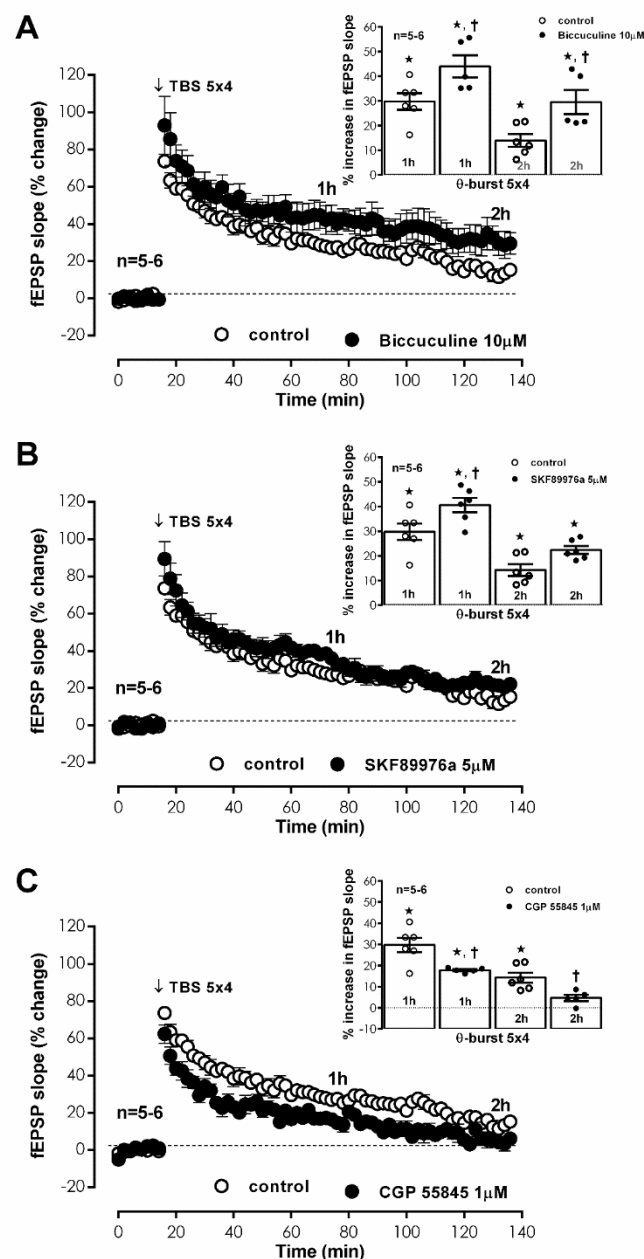 A
↓ TBS 5x4
fEPSP slope (% change)
120
100
80
60
40
20
0
-20
n=5-6
1h
2h
control
Biccuculine 10µM
0 20 40 60 80 100 120 140
Time (min)
% increase in fEPSP slope
60
50
40
30
20
10
0
n=5-6
control
Biccuculine 10µM
★
★, †
★
★, †
1h 1h 2h 2h
θ-burst 5x4
B
↓ TBS 5x4
fEPSP slope (% change)
120
100
80
60
40
20
0
-20
n=5-6
1h
2h
control
SKF89976a 5µM
0 20 40 60 80 100 120 140
Time (min)
% increase in fEPSP slope
60
50
40
30
20
10
0
n=5-6
control
SKF89976a 5µM
★
★, †
★
★
1h 1h 2h 2h
θ-burst 5x4
C
↓ TBS 5x4
fEPSP slope (% change)
120
100
80
60
40
20
0
-20
n=5-6
1h
2h
control
CGP 55845 1µM
0 20 40 60 80 100 120 140
Time (min)
% increase in fEPSP slope
60
50
40
30
20
10
0
-10
n=5-6
control
CGP 55845 1µM
★
★, †
★
†
1h 1h 2h 2h
θ-burst 5x4